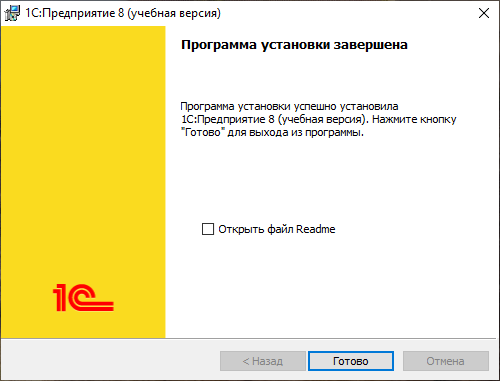 1С:Предприятие 8 (учебная версия)
Программа установки завершена
Программа установки успешно установила
1С:Предприятие 8 (учебная версия). Нажмите кнопку
"Готово" для выхода из программы.
Открыть файл Readme
1С
< Назад
Готово
Отмена